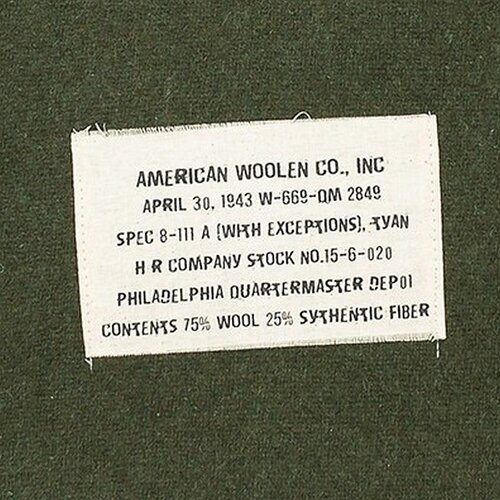 AMERICAN WOOLEN CO., INC
APRIL 30, 1943 W-669-QM 2849
SPEC 8-111 A (WITH EXCEPTIONS), TYAN
H R COMPANY STOCK NO.15-6-020
PHILADELPHIA QUARTERMASTER DEPOT
CONTENTS 75% WOOL 25% SYTHENTIC FIBER